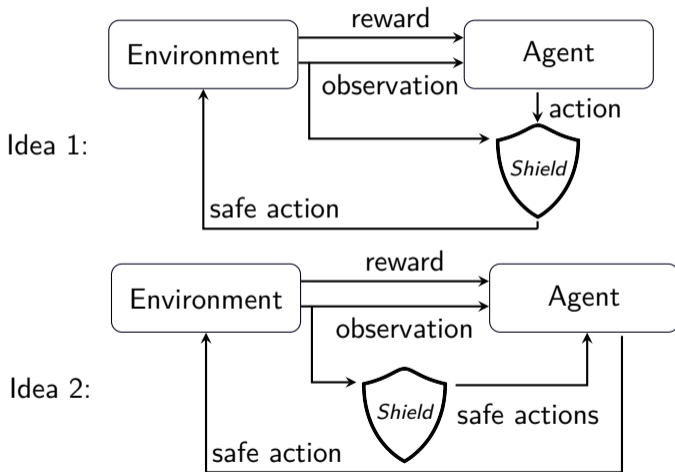 reward
Environment
Agent
observation
action
Idea 1:
Shield
safe action
reward
Environment
Agent
observation
Idea 2:
Shield
safe actions
safe action